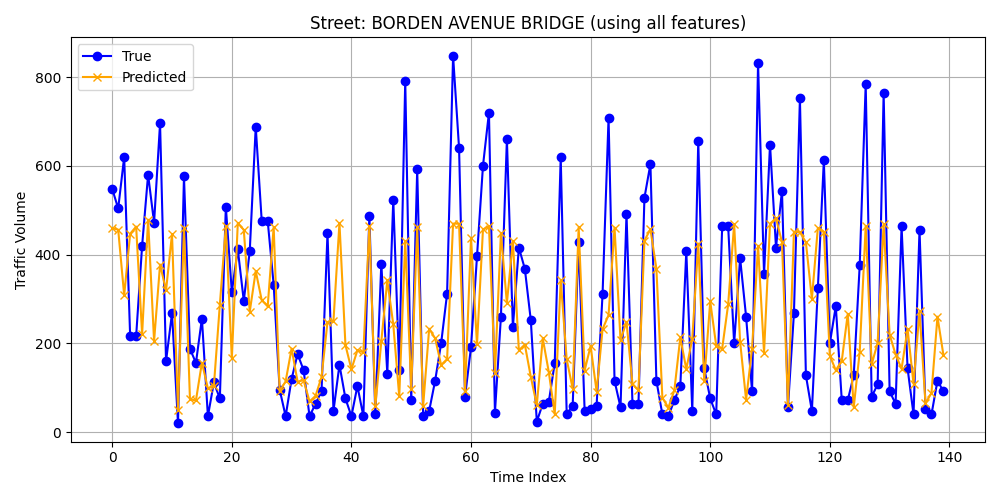 Street: BORDEN AVENUE BRIDGE (using all features)
True
Predicted
Traffic Volume
800
600
400
200
0
0 20 40 60 80 100 120 140
Time Index